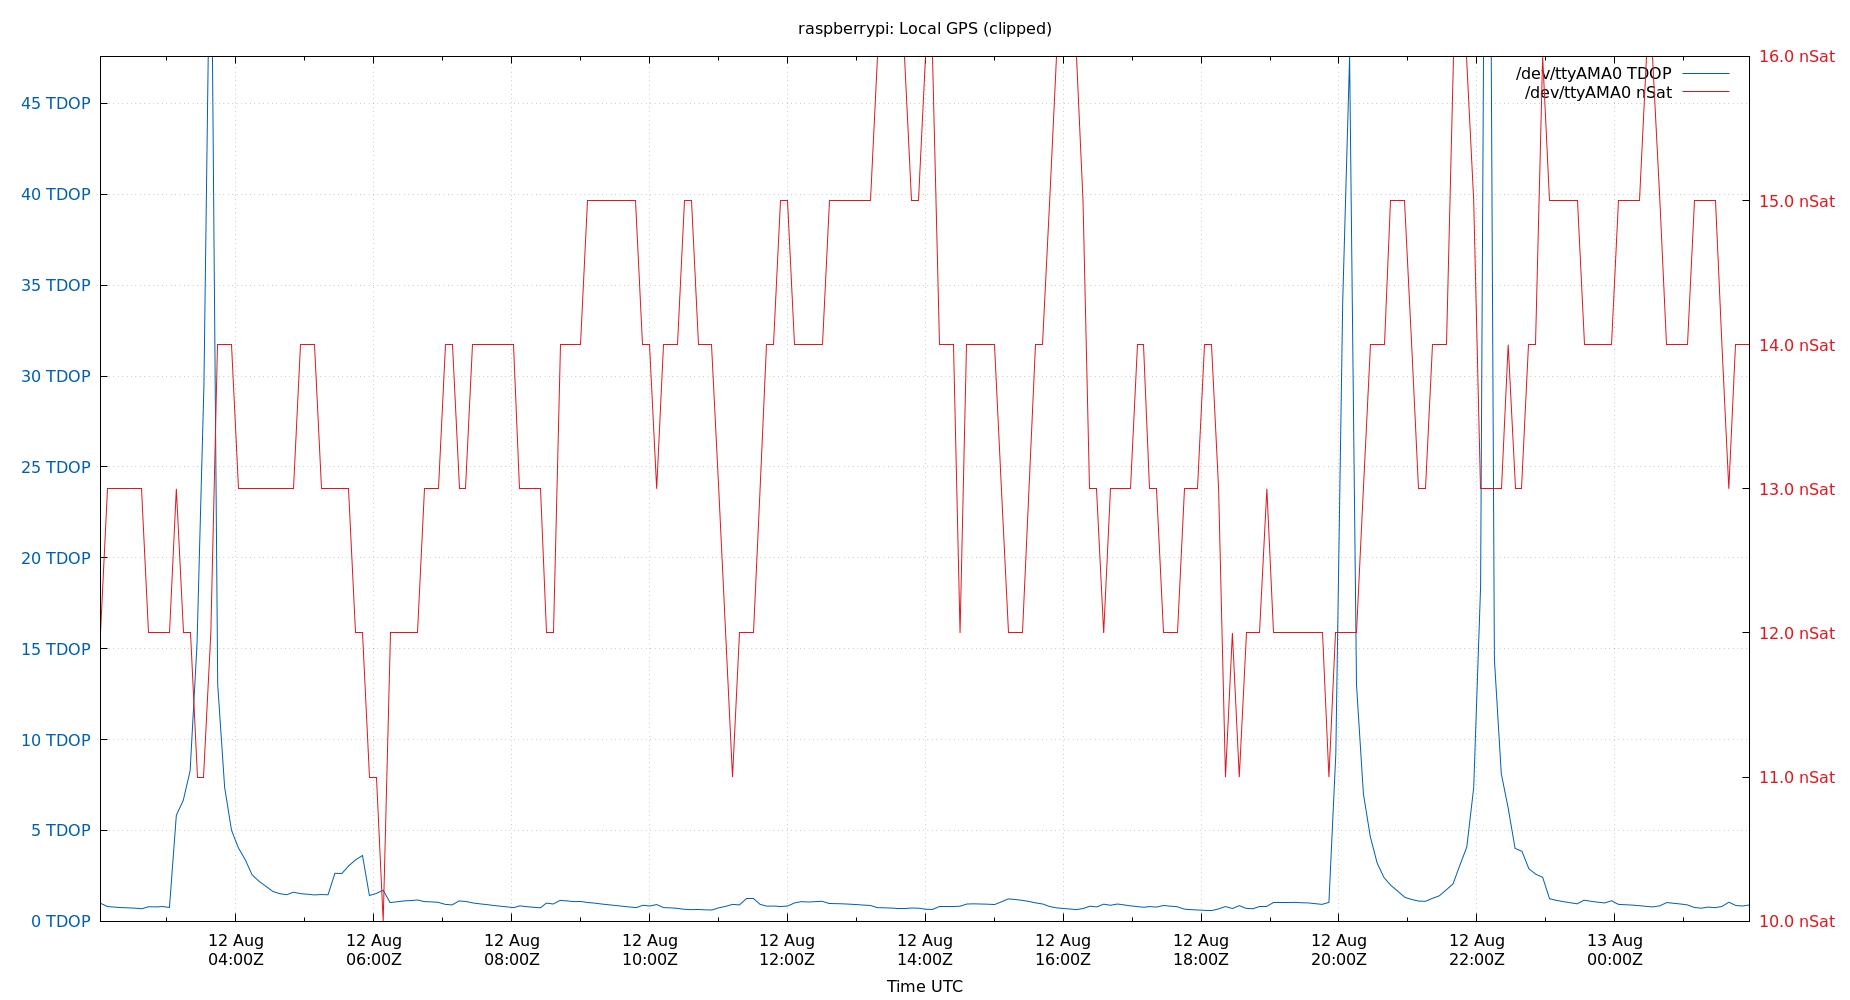 raspberrypi: Local GPS (clipped)
16.0 nSat
/dev/ttyAMA0 TDOP
/dev/ttyAMA0 nSat
45 TDOP
40 TDOP
15.0 nSat
35 TDOP
14.0 nSat
30 TDOP
25 TDOP
13.0 nSat
20 TDOP
12.0 nSat
15 TDOP
11.0 nSat
10 TDOP
5 TDOP
0 TDOP
10.0 nSat
12 Aug 12 Aug 12 Aug 12 Aug 12 Aug 12 Aug 12 Aug 12 Aug 12 Aug 12 Aug 13 Aug
04:00Z 06:00Z 08:00Z 10:00Z 12:00Z 14:00Z 16:00Z 18:00Z 20:00Z 22:00Z 00:00Z
Time UTC